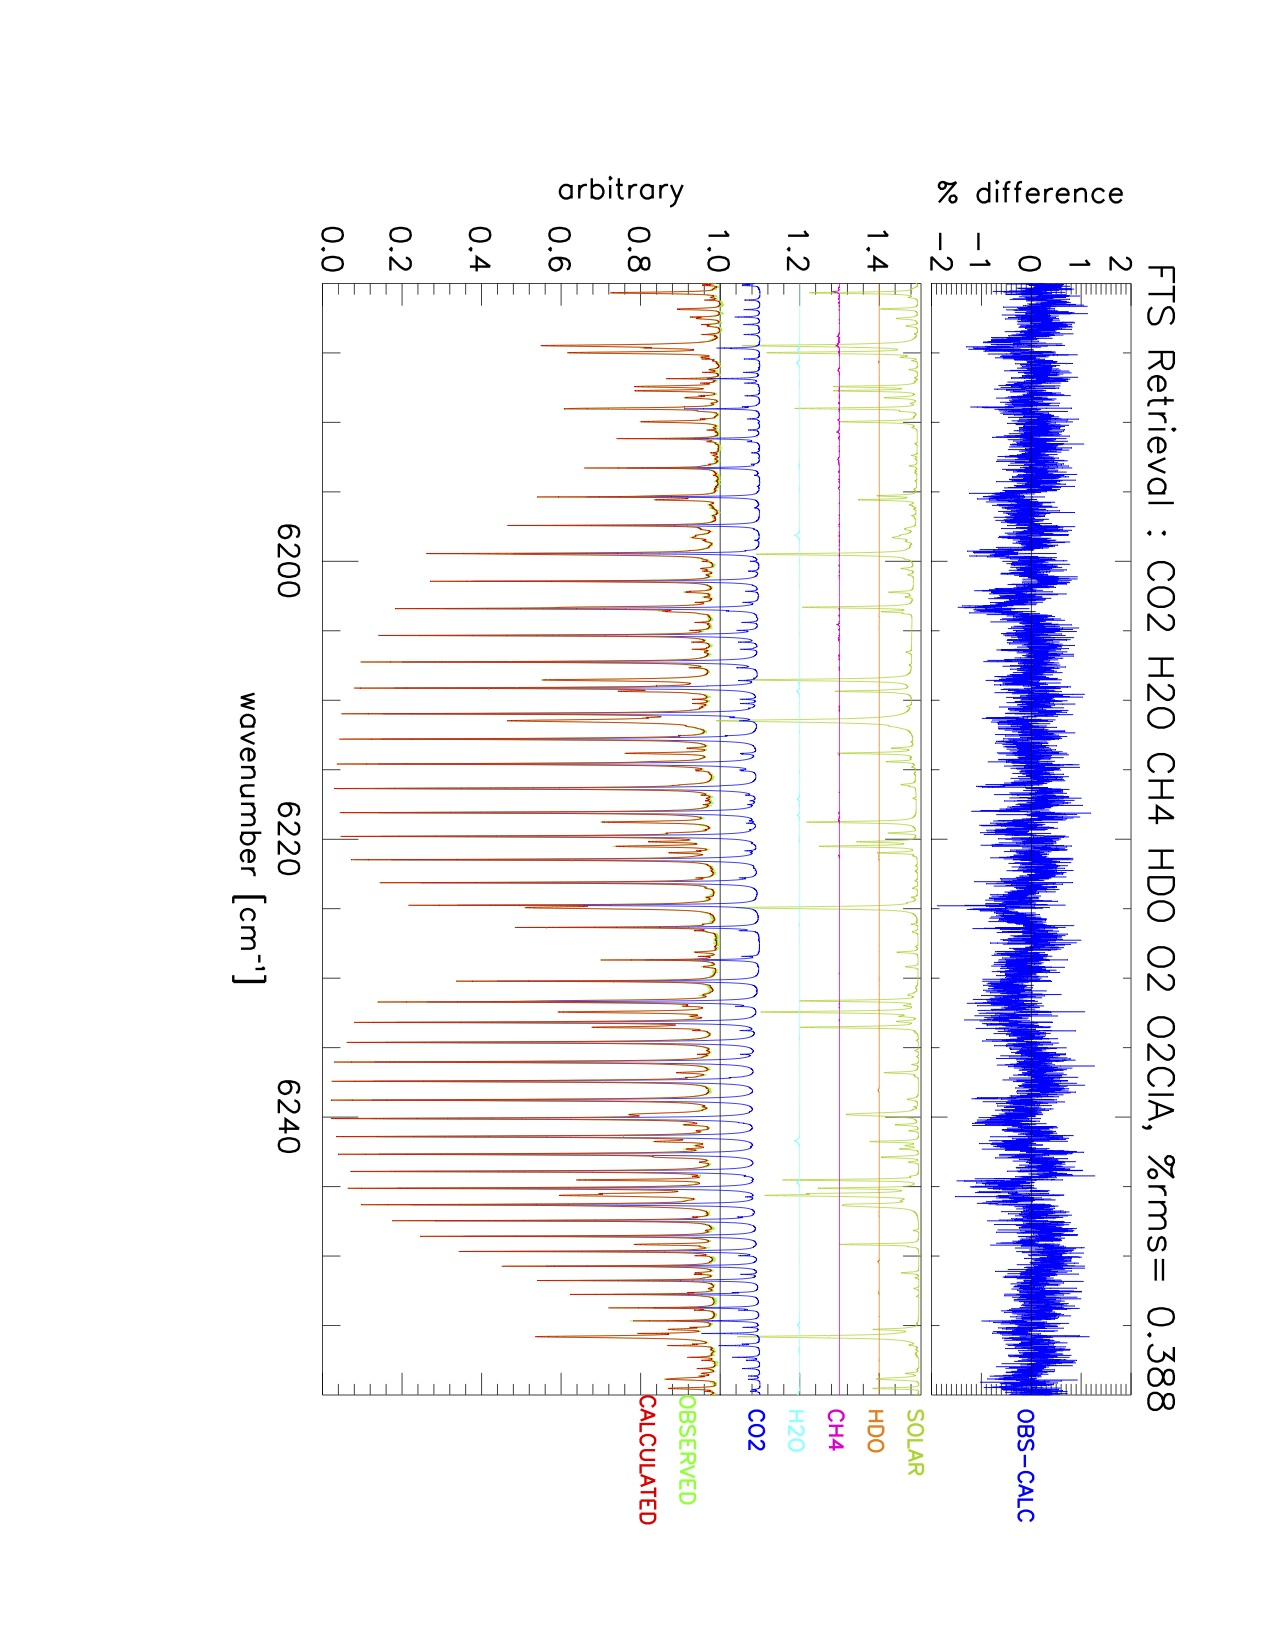 FTS Retrieval : CO2 H2O CH4 HDO O2 O2CIA, %rms= 0.388
% difference
2
1
0
-1
-2
OBS-CALC
arbitrary
1.4
1.2
1.0
0.8
0.6
0.4
0.2
0.0
SOLAR
HDO
CH4
H2O
CO2
OBSERVED
CALCULATED
6200
6220
6240
wavenumber [cm⁻¹]